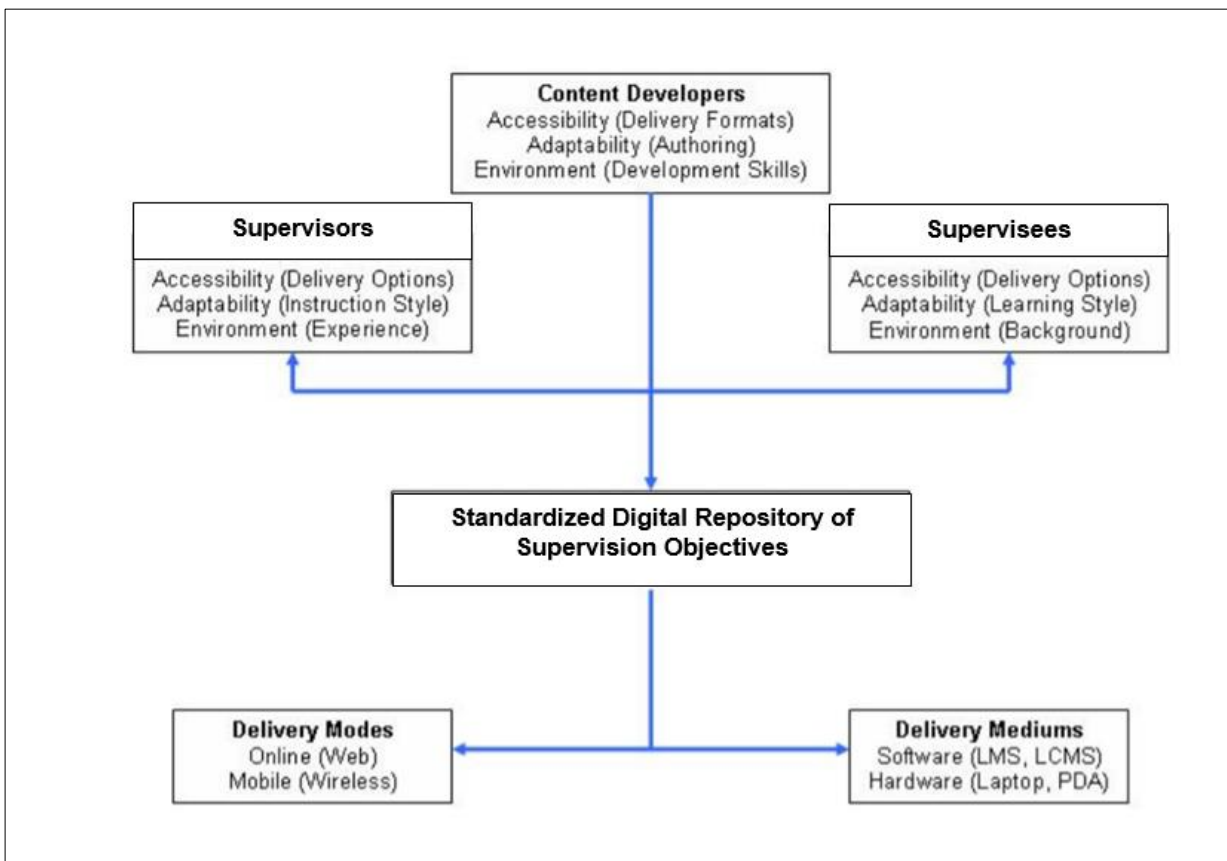 Content Developers
Accessibility (Delivery Formats)
Adaptability (Authoring)
Environment (Development Skills)
Supervisors
Accessibility (Delivery Options)
Adaptability (Instruction Style)
Environment (Experience)
Supervisees
Accessibility (Delivery Options)
Adaptability (Learning Style)
Environment (Background)
Standardized Digital Repository of
Supervision Objectives
Delivery Modes
Online (Web)
Mobile (Wireless)
Delivery Mediums
Software (LMS, LCMS)
Hardware (Laptop, PDA)